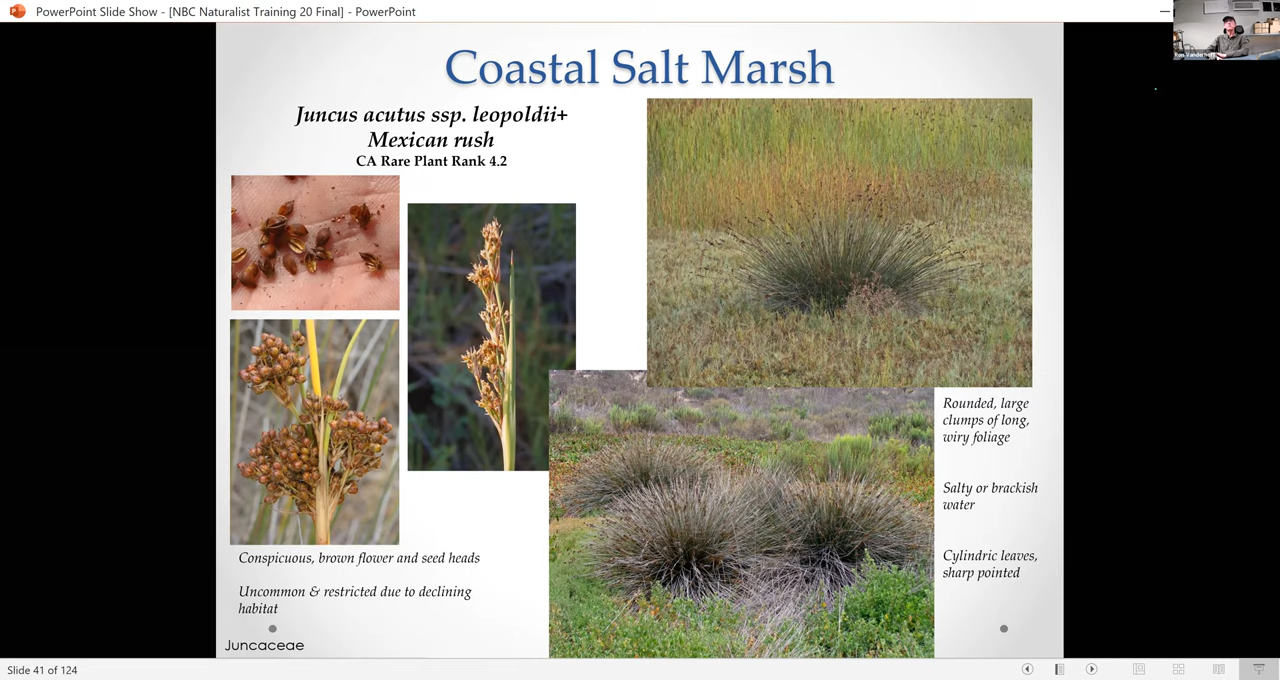 PowerPoint Slide Show - [NBC Naturalist Training 20 Final] - PowerPoint
Coastal Salt Marsh
Juncus acutus ssp. leopoldii+
Mexican rush
CA Rare Plant Rank 4.2
Rounded, large
clumps of long,
wiry foliage
Salty or brackish
water
Cylindric leaves,
sharp pointed
Conspicuous, brown flower and seed heads
Uncommon & restricted due to declining
habitat
Juncaceae
Slide 41 of 124